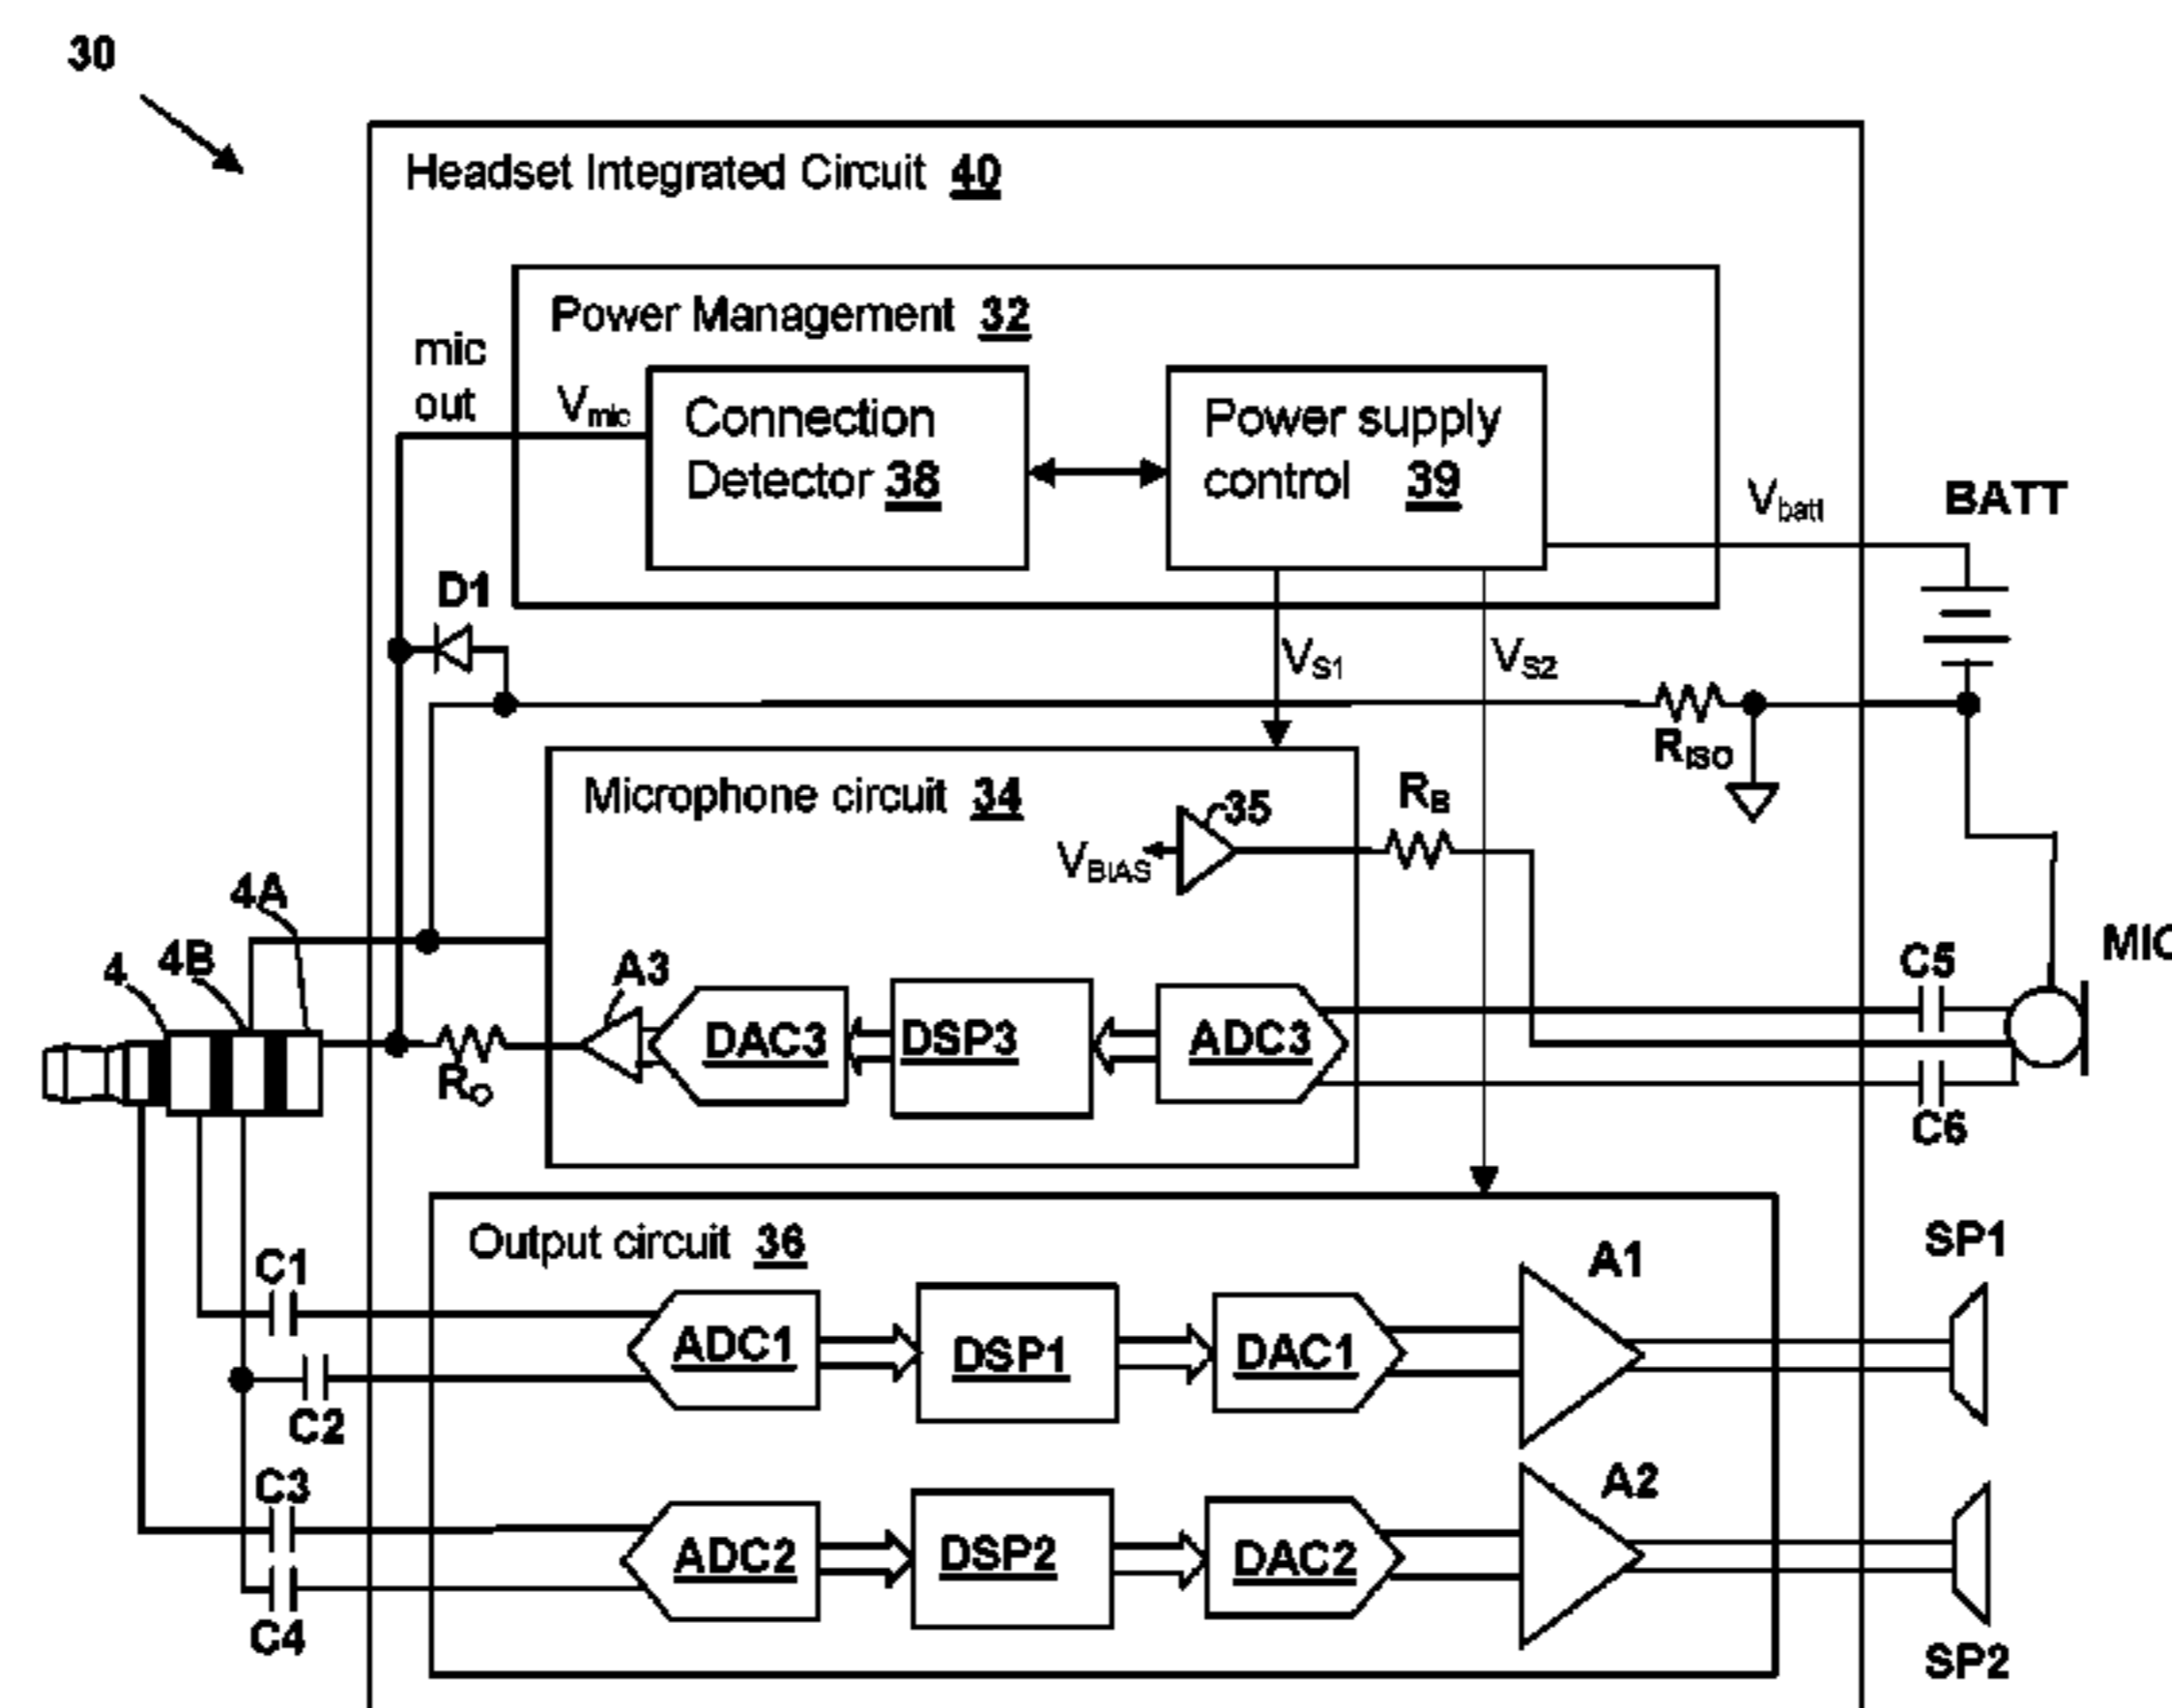 30
Headset Integrated Circuit 40
Power Management 32
mic
out
Vmic
Connection
Detector 38
Power supply
control 39
Vbatt
BATT
D1
VS1
VS2
RISO
Microphone circuit 34
35
RB
VBIAS
4A
4B
4
A3
C5
MIC
DAC3
DSP3
ADC3
RO
C6
Output circuit 36
C1
A1
SP1
ADC1
DSP1
DAC1
C2
C3
A2
ADC2
DSP2
DAC2
C4
SP2